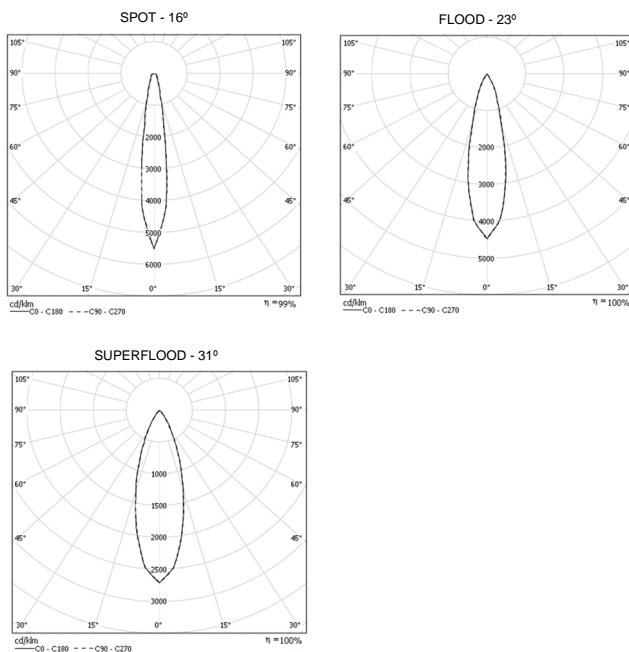 SPOT - 16º
105° 105°
90° 90°
75° 75°
60° 60°
45° 45°
2000
3000
4000
5000
6000
30° 15° 0° 15° 30°
cd/klm η =99%
C0 - C180 C90 - C270
FLOOD - 23º
105° 105°
90° 90°
75° 75°
60° 60°
45° 45°
2000
3000
4000
5000
30° 15° 0° 15° 30°
cd/klm η =100%
C0 - C180 C90 - C270
SUPERFLOOD - 31º
105° 105°
90° 90°
75° 75°
60° 60°
45° 45°
1000
1500
2000
2500
3000
30° 15° 0° 15° 30°
cd/klm η =100%
C0 - C180 C90 - C270